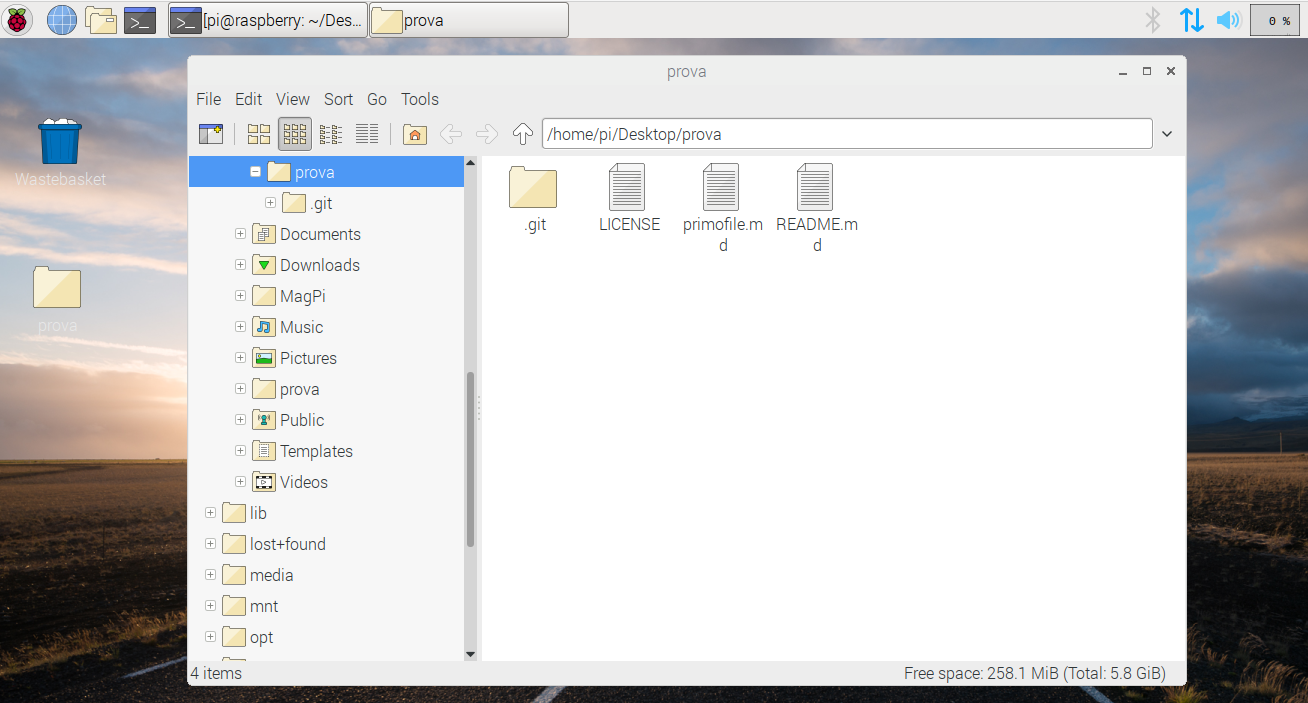 [pi@raspberry: ~/Des...
prova
0 %
Wastebasket
prova
prova
File Edit View Sort Go Tools
/home/pi/Desktop/prova
prova
.git
Documents
Downloads
MagPi
Music
Pictures
prova
Public
Templates
Videos
lib
lost+found
media
mnt
opt
.git
LICENSE
primofile.m
d
README.m
d
4 items
Free space: 258.1 MiB (Total: 5.8 GiB)